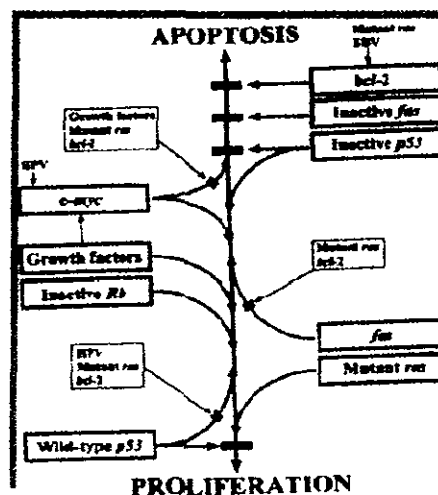 APOPTOSIS
Mutant ras
EBV
bcl-2
Inactive fas
Inactive p53
Growth factors
Mutant ras
bcl-2
HPV
c-myc
Growth factors
Inactive Rb
Mutant ras
bcl-2
fas
Mutant ras
HPV
Mutant ras
bcl-2
Wild-type p53
PROLIFERATION